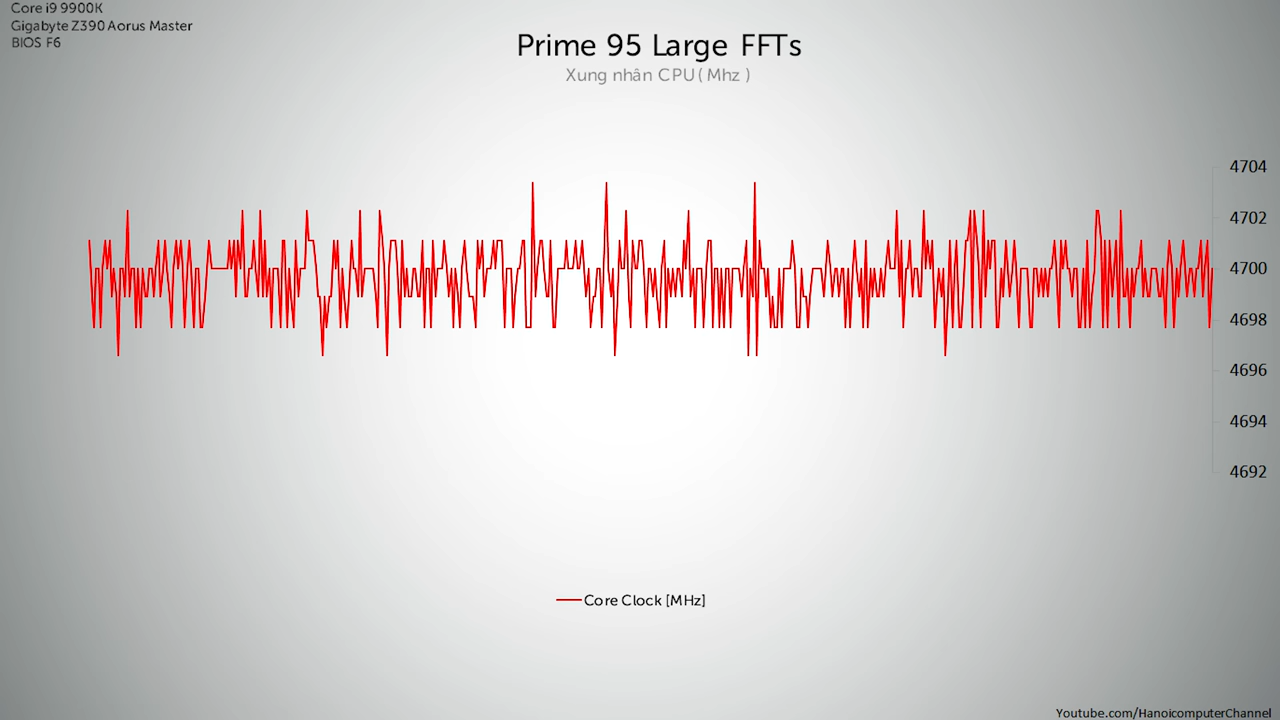 Core i9 9900K
Gigabyte Z390 Aorus Master
BIOS F6
Prime 95 Large FFTs
Xung nhân CPU ( Mhz )
4704
4702
4700
4698
4696
4694
4692
Core Clock [MHz]
Youtube.com/HanoicomputerChannel